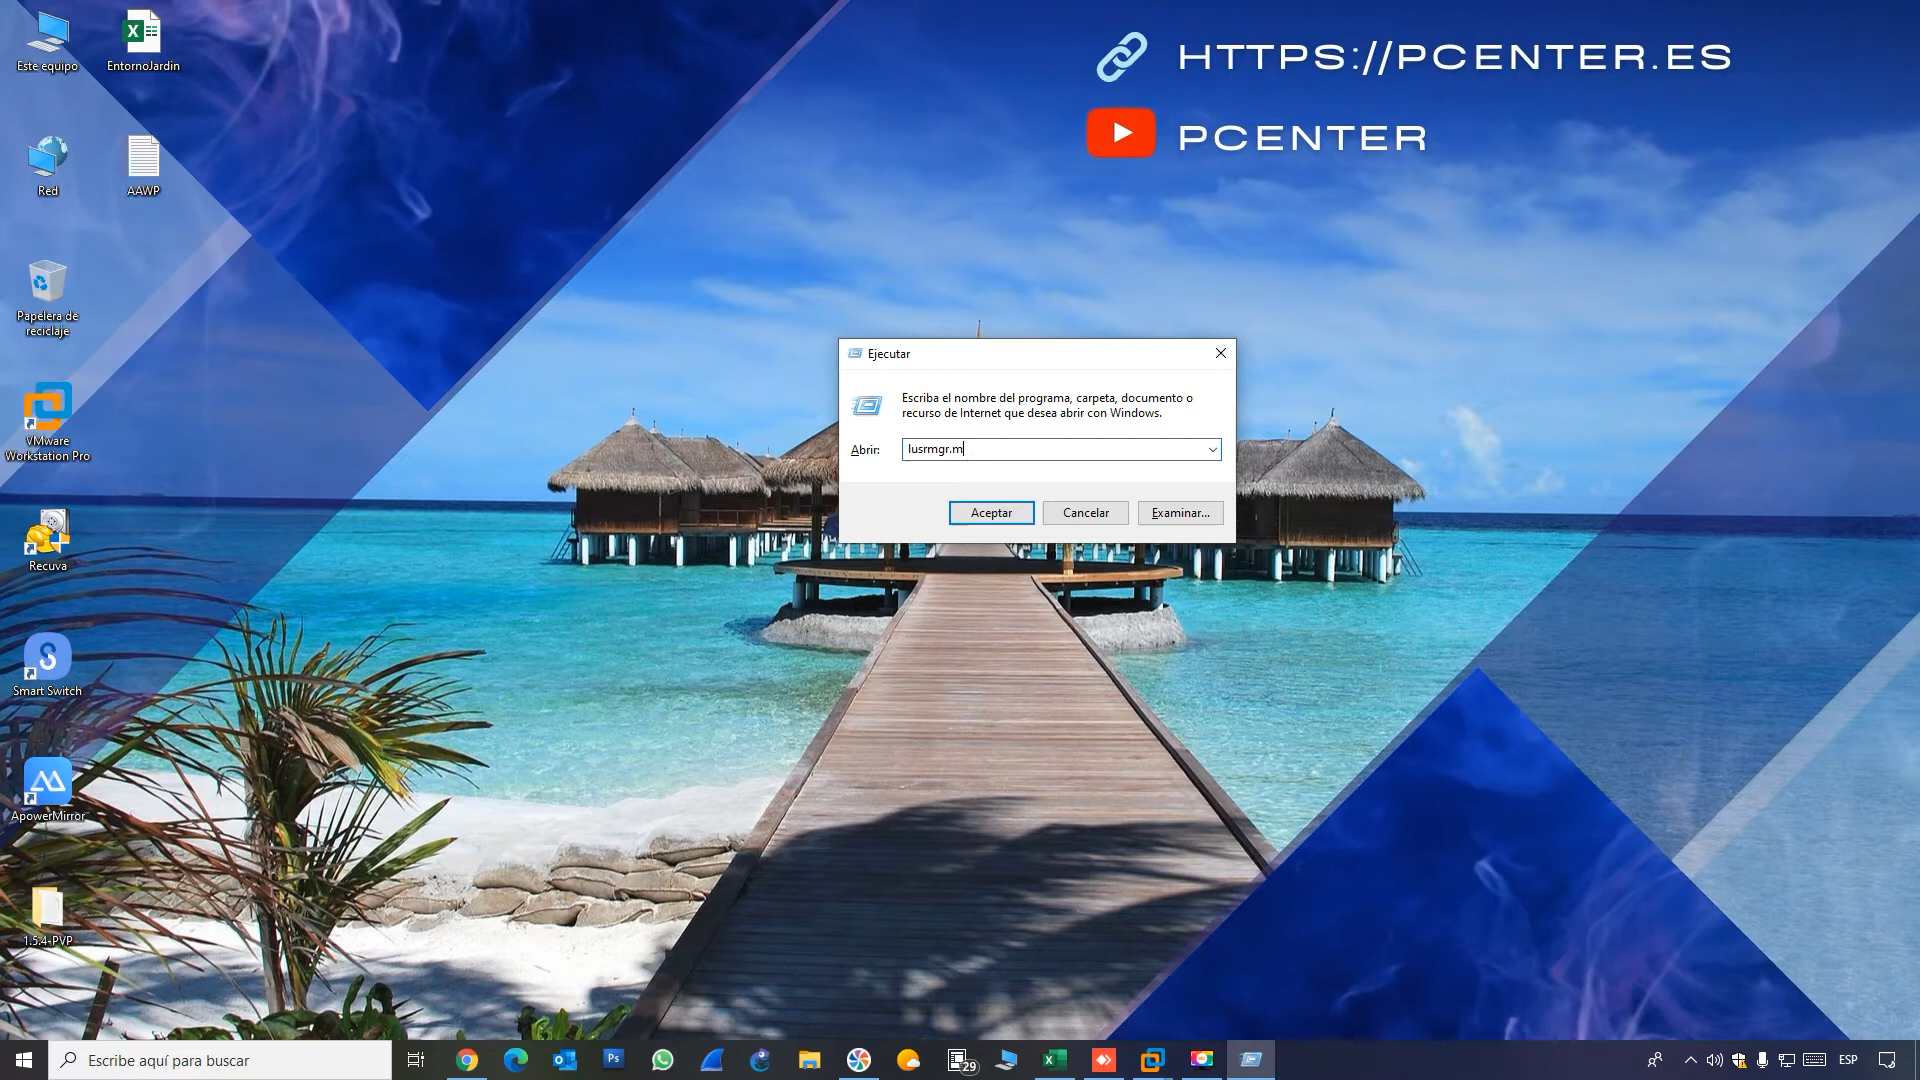 Este equipo
EntornoJardin
HTTPS://PCENTER.ES
PCENTER
Red
AAWP
Papelera de
reciclaje
VMware
Workstation Pro
Recuva
Smart Switch
ApowerMirror
1.5.4-PVP
Ejecutar
Escriba el nombre del programa, carpeta, documento o
recurso de Internet que desea abrir con Windows.
Abrir:
lusrmgr.m
Aceptar
Cancelar
Examinar...
Escribe aquí para buscar
Ps
29
ESP